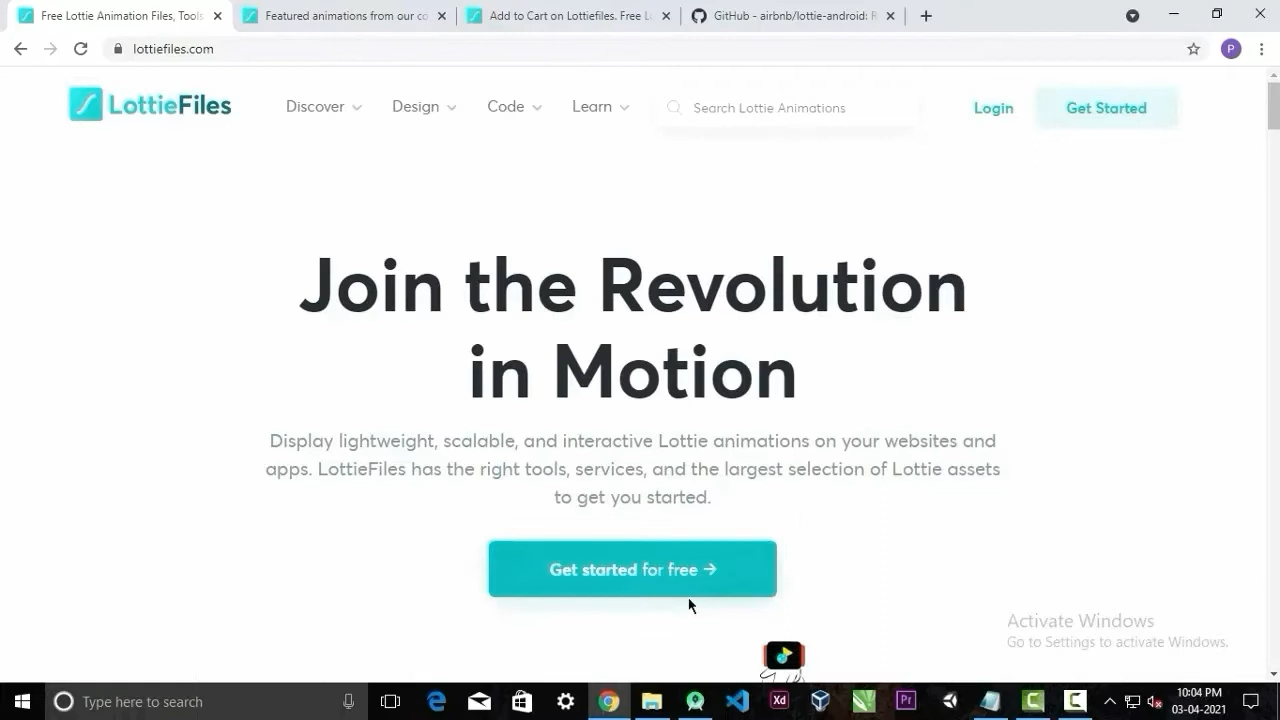 Free Lottie Animation Files, Tools
Featured animations from our co
Add to Cart on Lottiefiles. Free L
GitHub - airbnb/lottie-android: R
lottiefiles.com
P
LottieFiles
Discover
Design
Code
Learn
Search Lottie Animations
Login
Get Started
Join the Revolution
in Motion
Display lightweight, scalable, and interactive Lottie animations on your websites and
apps. LottieFiles has the right tools, services, and the largest selection of Lottie assets
to get you started.
Get started for free →
Activate Windows
Go to Settings to activate Windows.
Type here to search
Xd
Pr
10:04 PM
03-04-2021